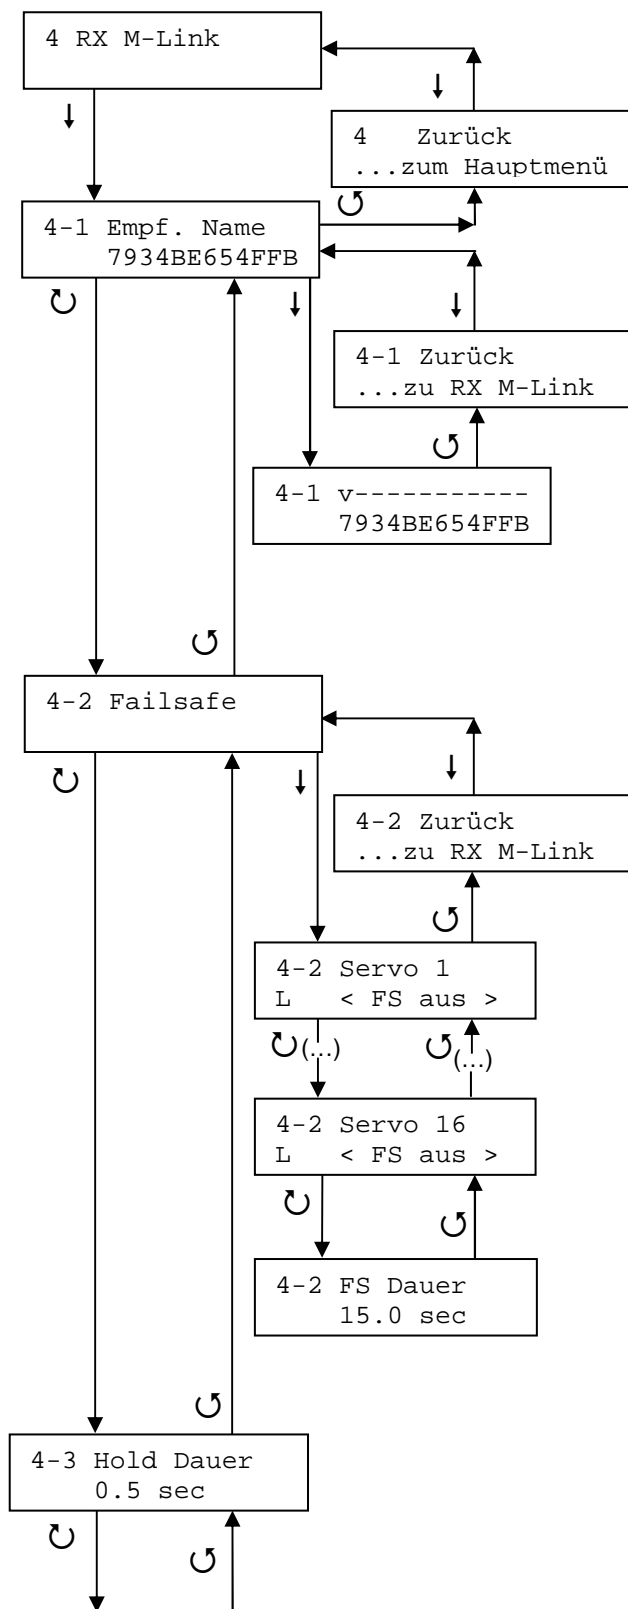 4 RX M-Link
4 Zurück
...zum Hauptmenü
4-1 Empf. Name
7934BE654FFB
4-1 Zurück
...zu RX M-Link
4-1 v-----------
7934BE654FFB
4-2 Failsafe
4-2 Zurück
...zu RX M-Link
4-2 Servo 1
L < FS aus >
(...) (...)
4-2 Servo 16
L < FS aus >
4-2 FS Dauer
15.0 sec
4-3 Hold Dauer
0.5 sec